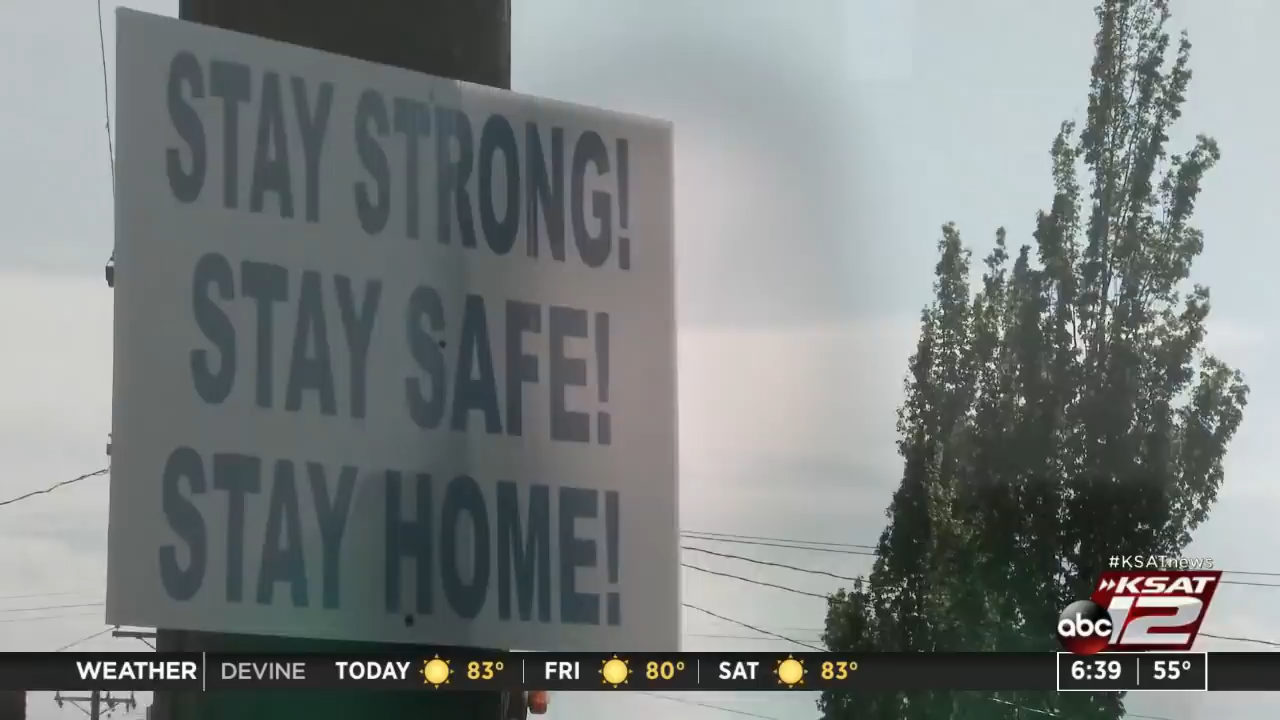 STAY STRONG!
STAY SAFE!
STAY HOME!
#KSATnews
KSAT
abc 12
WEATHER DEVINE TODAY 83° FRI 80° SAT 83° 6:39 55°